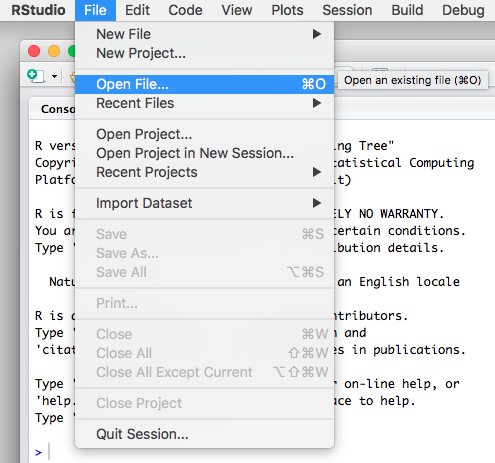 RStudio File Edit Code View Plots Session Build Debug
New File
New Project...
Open File... ⌘O
Open an existing file (⌘O)
Recent Files
Open Project...
Open Project in New Session...
Recent Projects
Import Dataset
Save ⌘S
Save As...
Save All ⌥⌘S
Print...
Close ⌘W
Close All ⇧⌘W
Close All Except Current ⌥⇧⌘W
Close Project
Quit Session...
Conso
R vers ing Tree"
Copyri tatistical Computing
Platfo t)
R is f ELY NO WARRANTY.
You ar ertain conditions.
Type ' ibution details.
Natu an English locale
R is a ntributors.
Type ' n and
'citat es in publications.
Type ' r on-line help, or
'help. ace to help.
Type '
>